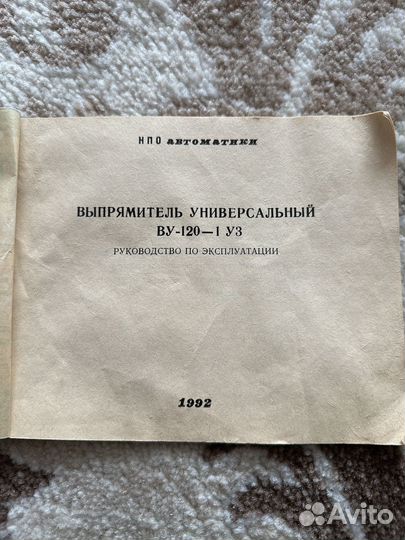 НПО АВТОМАТИКИ
ВЫПРЯМИТЕЛЬ УНИВЕРСАЛЬНЫЙ
ВУ-120—1 УЗ
РУКОВОДСТВО ПО ЭКСПЛУАТАЦИИ
1992
Avito